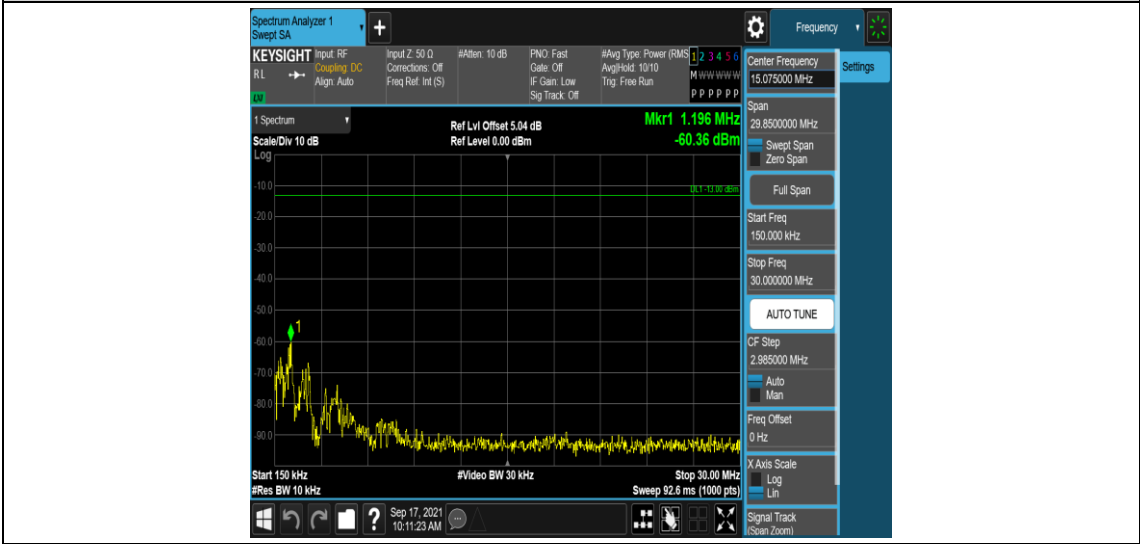 Spectrum Analyzer 1
Swept SA
+
Frequency
KEYSIGHT
RL
LXI
Input: RF
Coupling: DC
Align: Auto
Input Z: 50 Ω
Corrections: Off
Freq Ref: Int (S)
#Atten: 10 dB
PNO: Fast
Gate: Off
IF Gain: Low
Sig Track: Off
#Avg Type: Power (RMS
Avg|Hold: 10/10
Trig: Free Run
1 2 3 4 5 6
M W W W W W
P P P P P P
1 Spectrum
Scale/Div 10 dB
Log
Ref Lvl Offset 5.04 dB
Ref Level 0.00 dBm
Mkr1 1.196 MHz
-60.36 dBm
DL1 -13.00 dBm
-10.0
-20.0
-30.0
-40.0
-50.0
-60.0
-70.0
-80.0
-90.0
1
Start 150 kHz
#Res BW 10 kHz
#Video BW 30 kHz
Stop 30.00 MHz
Sweep 92.6 ms (1000 pts)
?
Sep 17, 2021
10:11:23 AM
Settings
Center Frequency
15.075000 MHz
Span
29.8500000 MHz
Swept Span
Zero Span
Full Span
Start Freq
150.000 kHz
Stop Freq
30.000000 MHz
AUTO TUNE
CF Step
2.985000 MHz
Auto
Man
Freq Offset
0 Hz
X Axis Scale
Log
Lin
Signal Track
(Span Zoom)